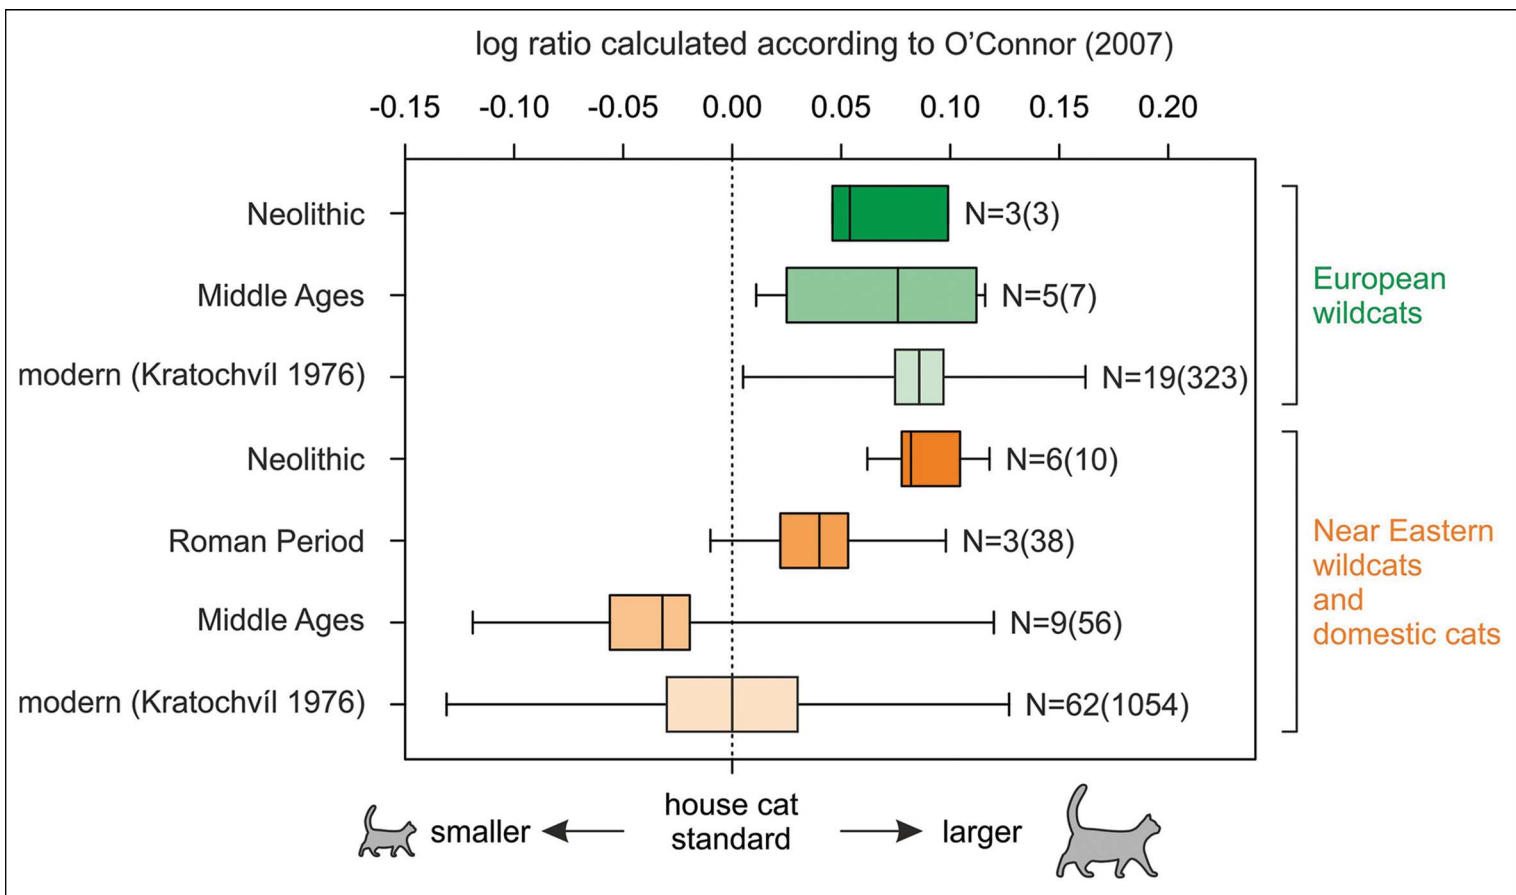 log ratio calculated according to O’Connor (2007)
-0.15 -0.10 -0.05 0.00 0.05 0.10 0.15 0.20
Neolithic N=3(3)
Middle Ages N=5(7)
modern (Kratochvíl 1976) N=19(323)
European
wildcats
Neolithic N=6(10)
Roman Period N=3(38)
Middle Ages N=9(56)
modern (Kratochvíl 1976) N=62(1054)
Near Eastern
wildcats
and
domestic cats
smaller
house cat
standard
larger